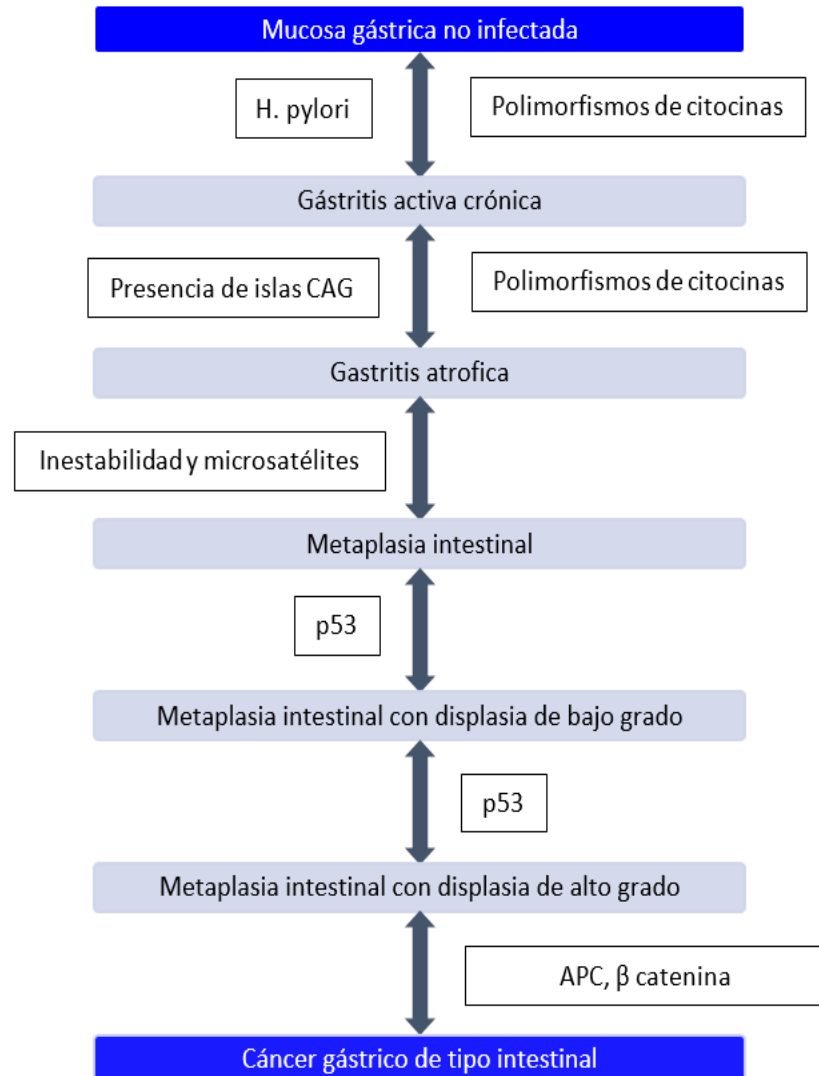 Mucosa gástrica no infectada
H. pylori
Polimorfismos de citocinas
Gástritis activa crónica
Presencia de islas CAG
Polimorfismos de citocinas
Gastritis atrofica
Inestabilidad y microsatélites
Metaplasia intestinal
p53
Metaplasia intestinal con displasia de bajo grado
p53
Metaplasia intestinal con displasia de alto grado
APC, β catenina
Cáncer gástrico de tipo intestinal